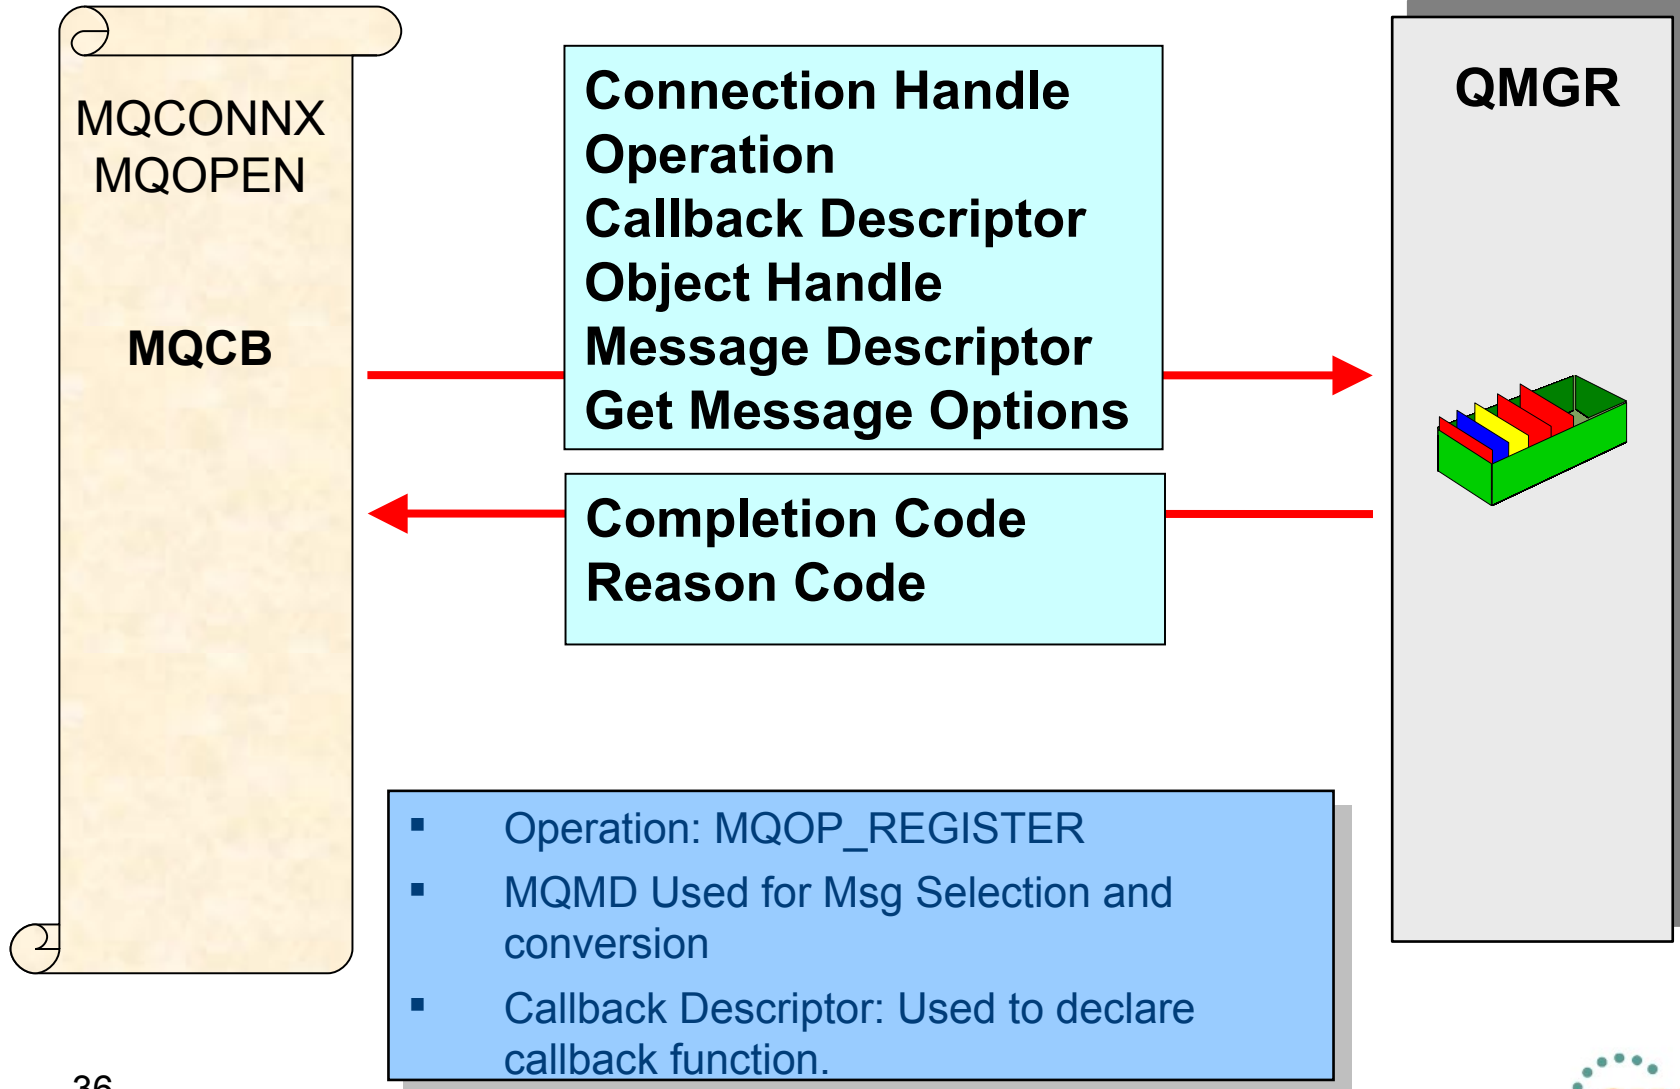 MQCONNX
MQOPEN
MQCB
Connection Handle
Operation
Callback Descriptor
Object Handle
Message Descriptor
Get Message Options
Completion Code
Reason Code
QMGR
▪ Operation: MQOP_REGISTER
▪ MQMD Used for Msg Selection and
conversion
▪ Callback Descriptor: Used to declare
callback function.
36